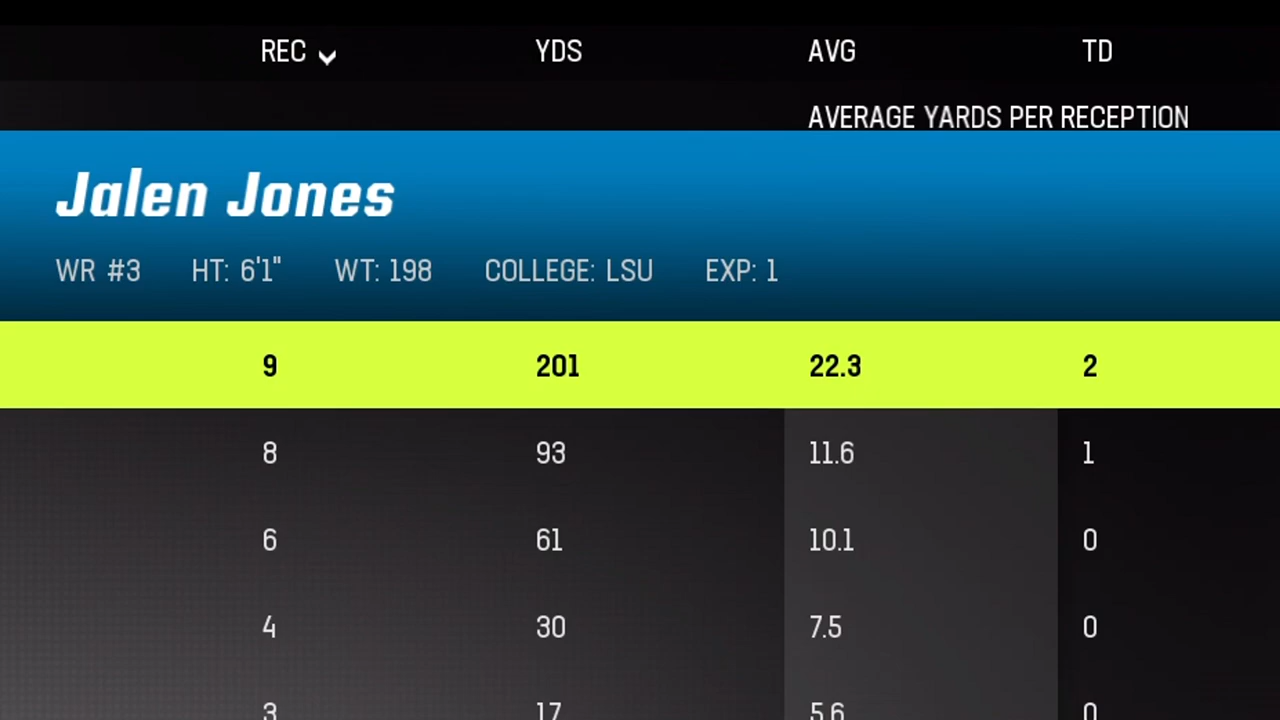 REC YDS AVG TD
AVERAGE YARDS PER RECEPTION
Jalen Jones
WR #3 HT: 6'1" WT: 198 COLLEGE: LSU EXP: 1
9 201 22.3 2
8 93 11.6 1
6 61 10.1 0
4 30 7.5 0
3 17 5.6 0